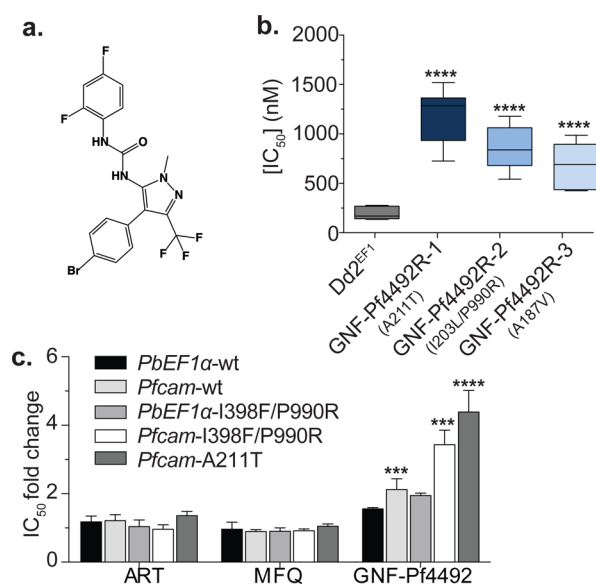 a.
F
F
NH
O
HN
N
N
Br
F
F
F
b.
[IC50] (nM)
2000
1500
1000
500
0
****
****
****
Dd2EF1
GNF-Pf4492R-1
(A211T)
GNF-Pf4492R-2
(I203L/P990R)
GNF-Pf4492R-3
(A187V)
c.
IC50 fold change
6
4
2
0
PbEF1α-wt
Pfcam-wt
PbEF1α-I398F/P990R
Pfcam-I398F/P990R
Pfcam-A211T
***
***
****
ART
MFQ
GNF-Pf4492